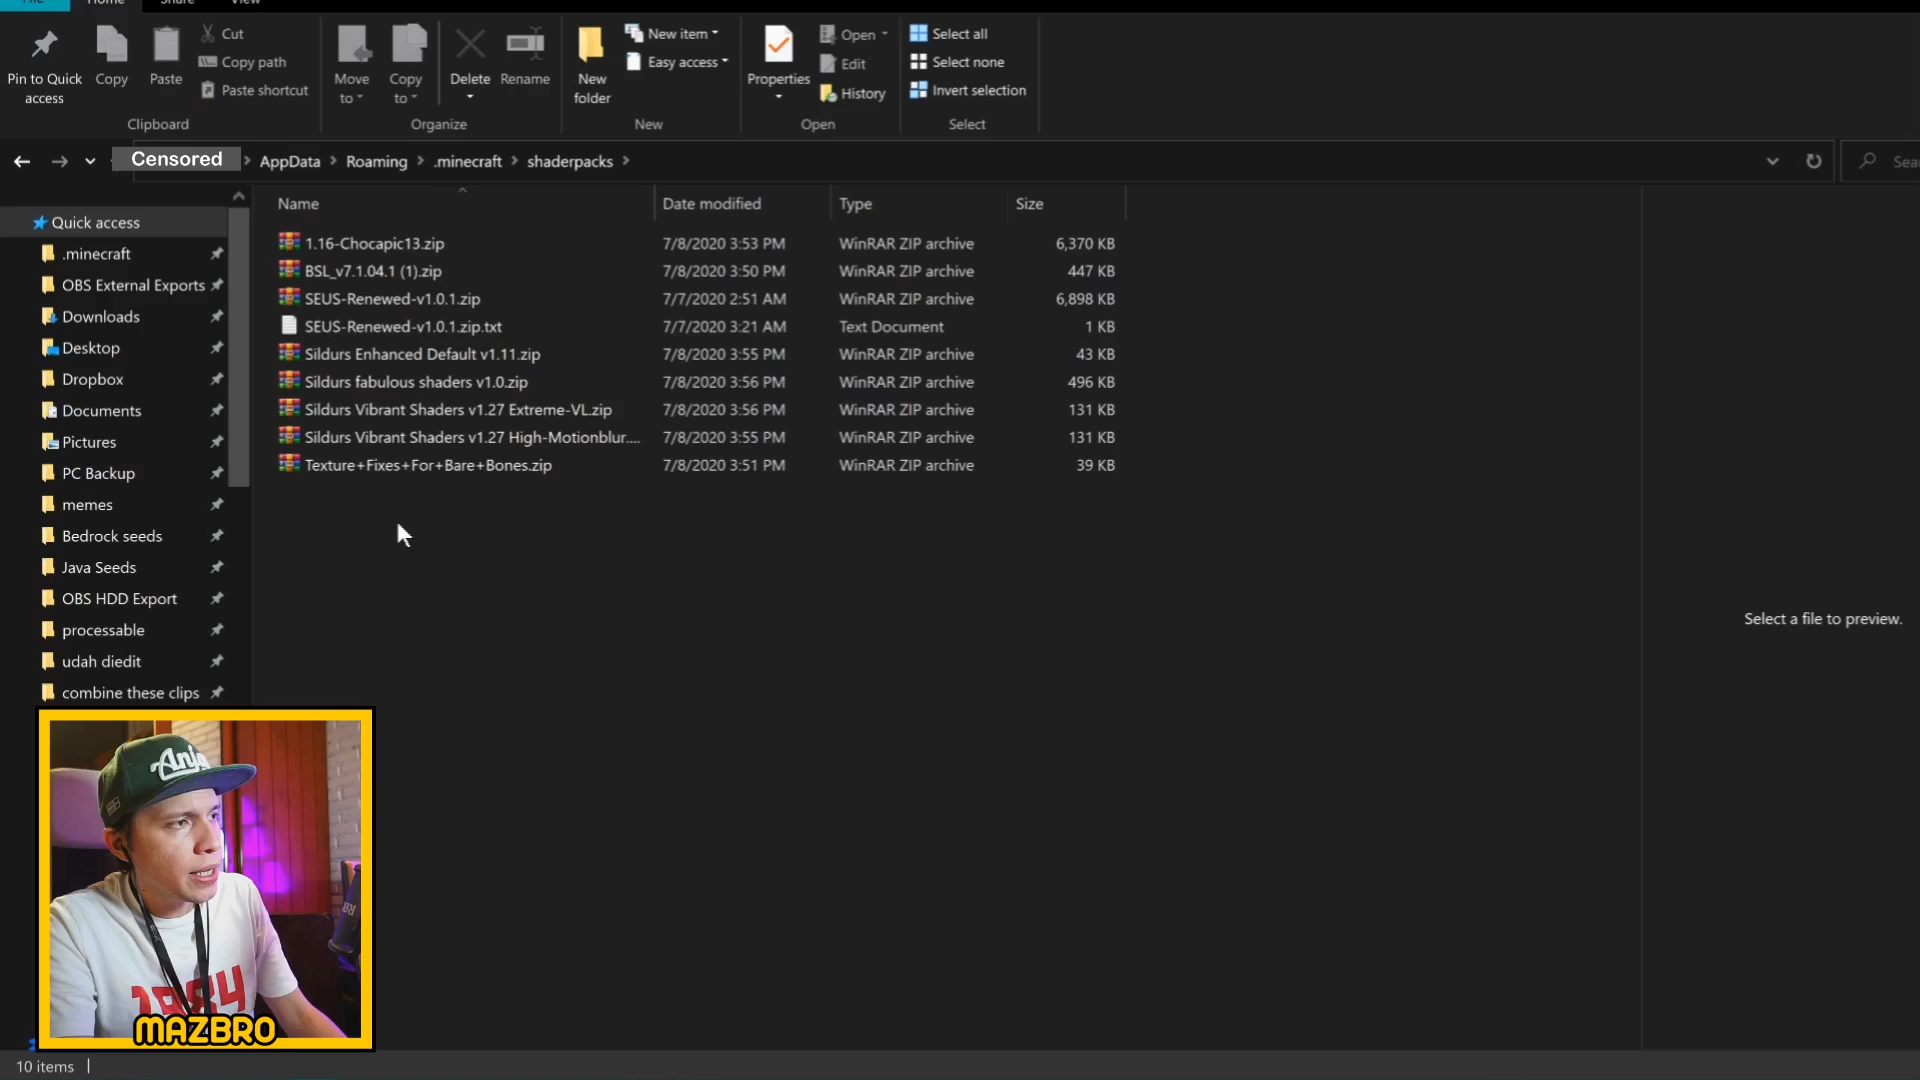 File Home Share View
Pin to Quick access
Copy
Paste
Cut
Copy path
Paste shortcut
Clipboard
Move to
Copy to
Delete
Rename
Organize
New folder
New item
Easy access
New
Properties
Open
Edit
History
Open
Select all
Select none
Invert selection
Select
Censored > AppData > Roaming > .minecraft > shaderpacks >
Sea
Name Date modified Type Size
1.16-Chocapic13.zip 7/8/2020 3:53 PM WinRAR ZIP archive 6,370 KB
BSL_v7.1.04.1 (1).zip 7/8/2020 3:50 PM WinRAR ZIP archive 447 KB
SEUS-Renewed-v1.0.1.zip 7/7/2020 2:51 AM WinRAR ZIP archive 6,898 KB
SEUS-Renewed-v1.0.1.zip.txt 7/7/2020 3:21 AM Text Document 1 KB
Sildurs Enhanced Default v1.11.zip 7/8/2020 3:55 PM WinRAR ZIP archive 43 KB
Sildurs fabulous shaders v1.0.zip 7/8/2020 3:56 PM WinRAR ZIP archive 496 KB
Sildurs Vibrant Shaders v1.27 Extreme-VL.zip 7/8/2020 3:56 PM WinRAR ZIP archive 131 KB
Sildurs Vibrant Shaders v1.27 High-Motionblur.... 7/8/2020 3:55 PM WinRAR ZIP archive 131 KB
Texture+Fixes+For+Bare+Bones.zip 7/8/2020 3:51 PM WinRAR ZIP archive 39 KB
Quick access
.minecraft
OBS External Exports
Downloads
Desktop
Dropbox
Documents
Pictures
PC Backup
memes
Bedrock seeds
Java Seeds
OBS HDD Export
processable
udah diedit
combine these clips
Select a file to preview.
1984
MAZBRO
10 items